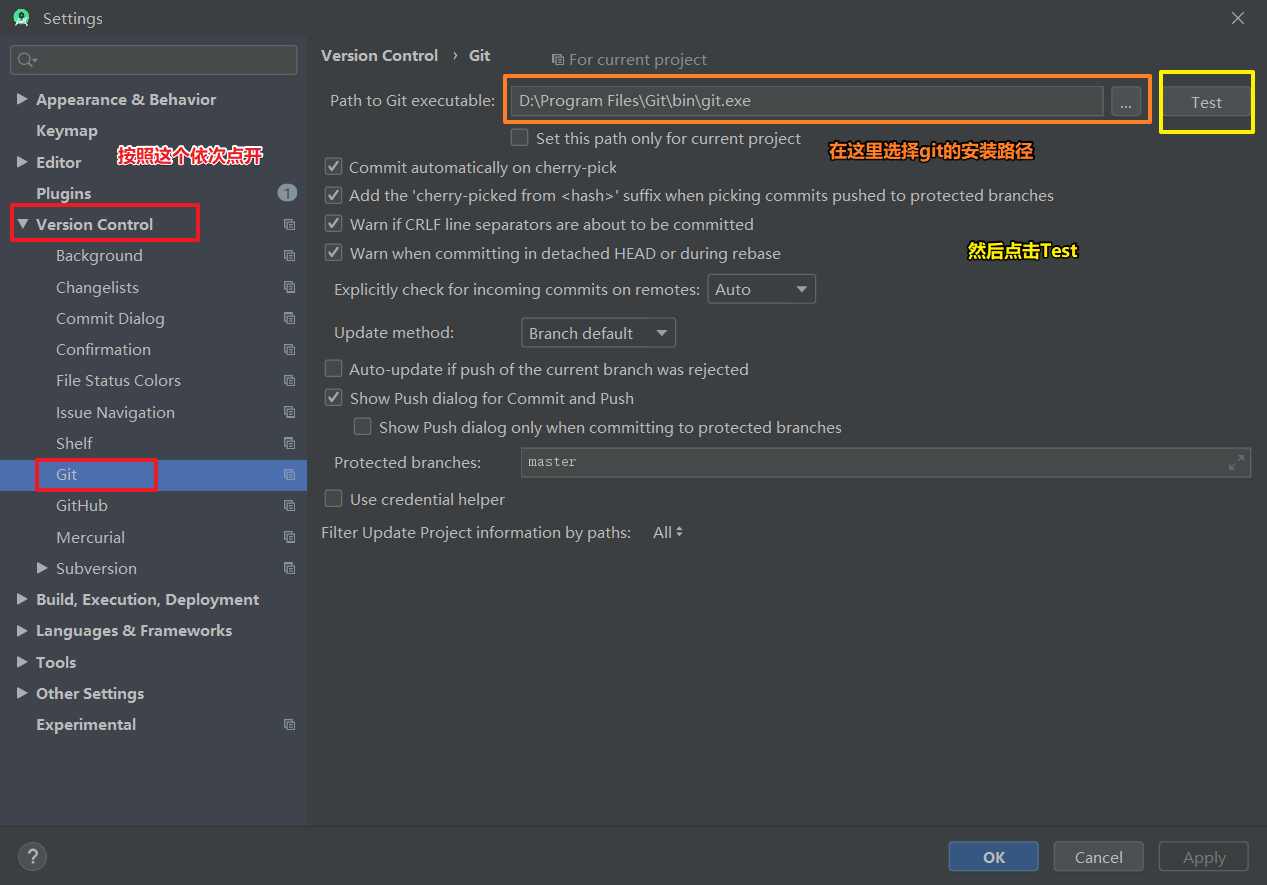 Settings
Version Control › Git
For current project
Appearance & Behavior
Keymap
按照这个依次点开
Editor
Plugins
1
Version Control
Background
Changelists
Commit Dialog
Confirmation
File Status Colors
Issue Navigation
Shelf
Git
GitHub
Mercurial
Subversion
Build, Execution, Deployment
Languages & Frameworks
Tools
Other Settings
Experimental
Path to Git executable: D:\Program Files\Git\bin\git.exe ... Test
Set this path only for current project
在这里选择git的安装路径
Commit automatically on cherry-pick
Add the 'cherry-picked from <hash>' suffix when picking commits pushed to protected branches
Warn if CRLF line separators are about to be committed
Warn when committing in detached HEAD or during rebase
然后点击Test
Explicitly check for incoming commits on remotes: Auto
Update method: Branch default
Auto-update if push of the current branch was rejected
Show Push dialog for Commit and Push
Show Push dialog only when committing to protected branches
Protected branches: master
Use credential helper
Filter Update Project information by paths: All
? OK Cancel Apply